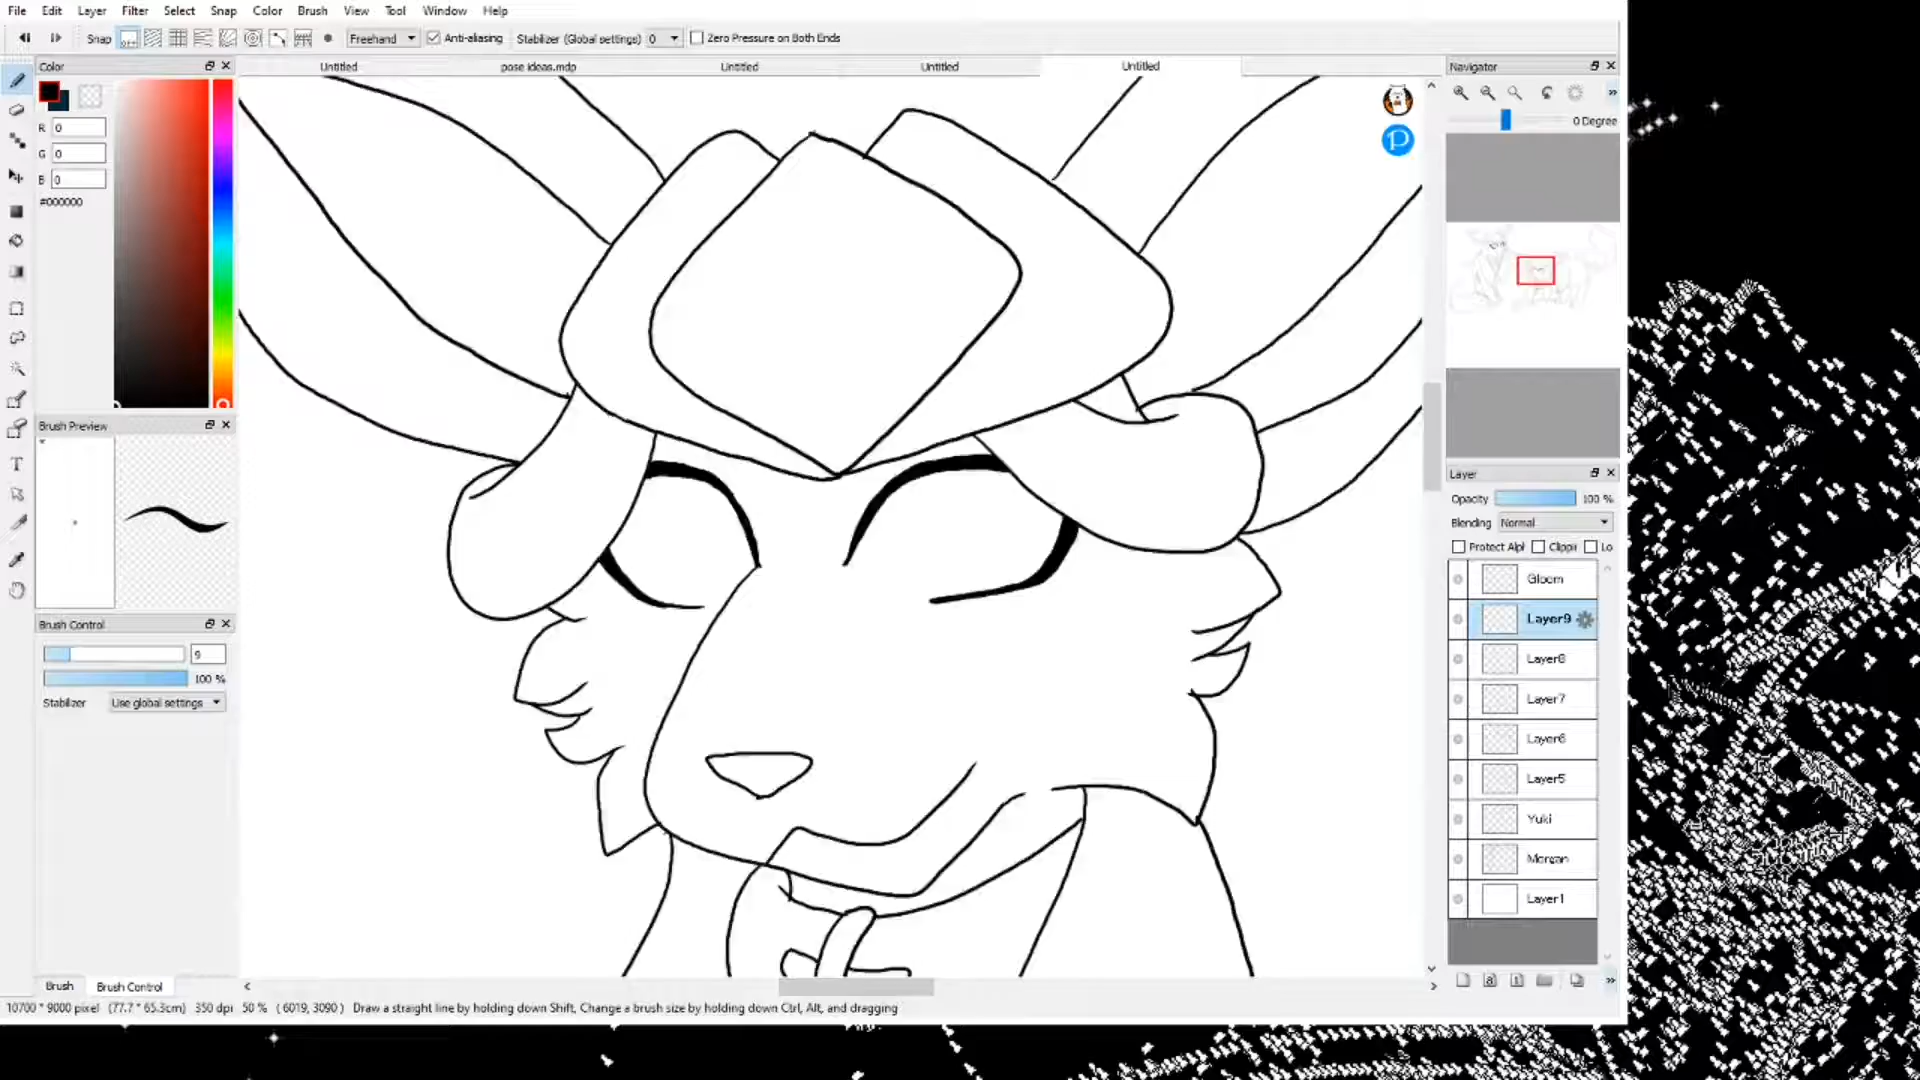 File Edit Layer Filter Select Snap Color Brush View Tool Window Help
Snap OFF Freehand Anti-aliasing Stabilizer (Global settings) 0 Zero Pressure on Both Ends
Color
Untitled pose ideas.mdp Untitled Untitled Untitled
Navigator
R 0
G 0
B 0
#000000
0 Degree
Brush Preview
Layer
Opacity 100 %
Blending Normal
Protect Alpl Clippi Lo
Gloom
Layer9
Layer8
Layer7
Layer6
Layer5
Yuki
Morgan
Layer1
Brush Control
9
100 %
Stabilizer Use global settings
Brush Brush Control
10700 * 9000 pixel (77.7 * 65.3cm) 350 dpi 50 % ( 6019, 3090 ) Draw a straight line by holding down Shift, Change a brush size by holding down Ctrl, Alt, and dragging